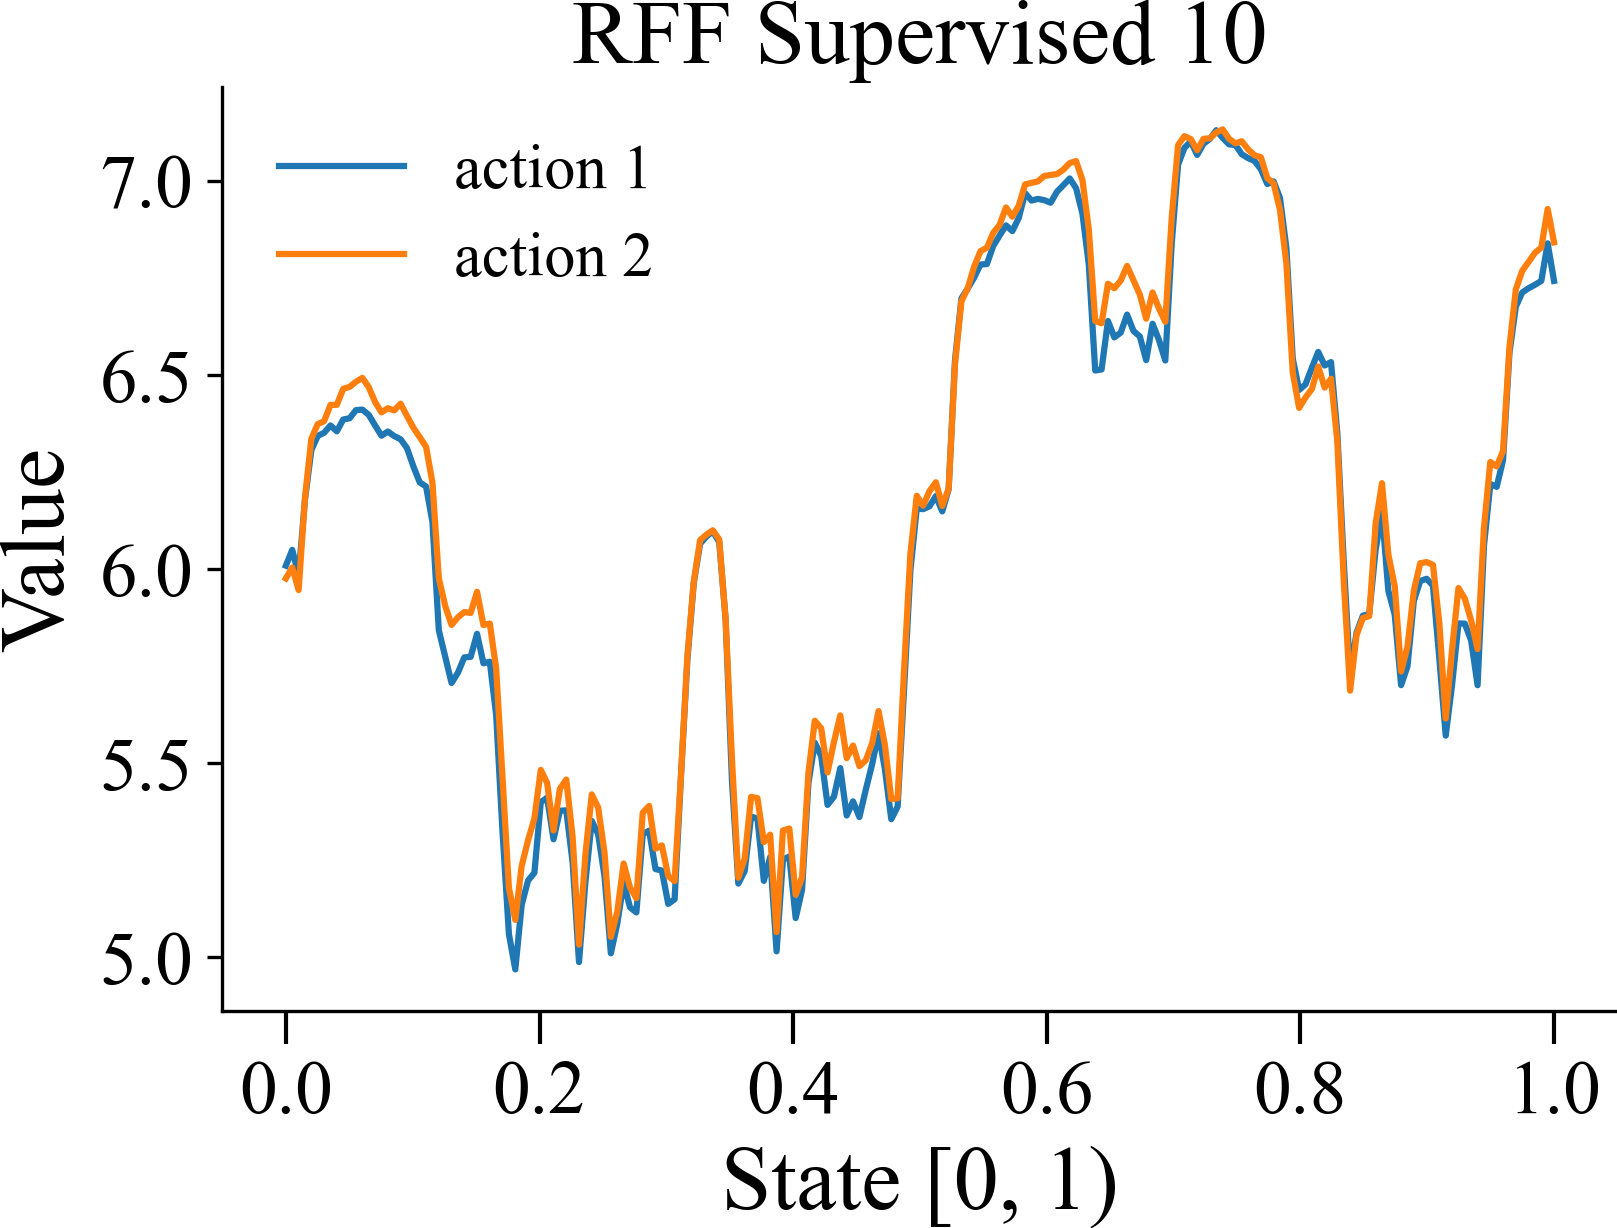 RFF Supervised 10
action 1
action 2
Value
7.0
6.5
6.0
5.5
5.0
0.0 0.2 0.4 0.6 0.8 1.0
State [0, 1)